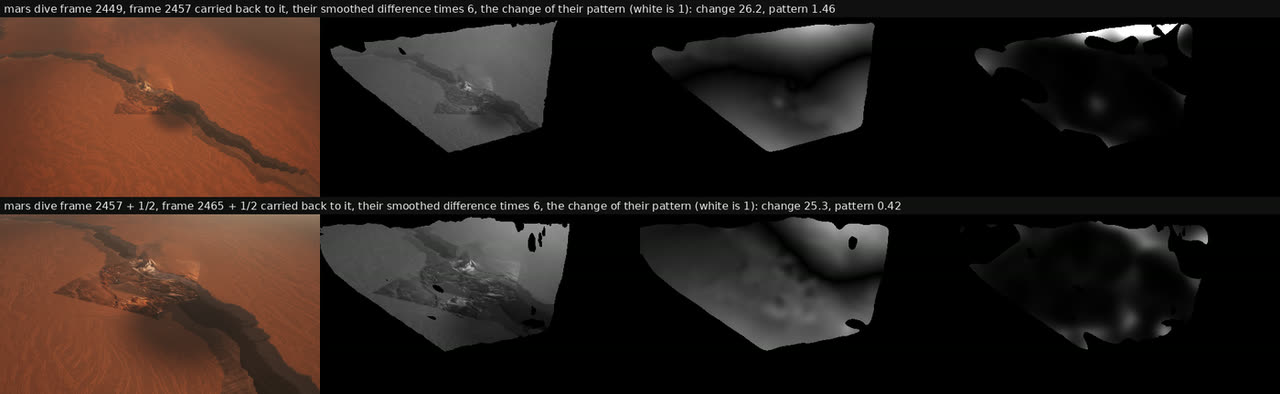 mars dive frame 2449, frame 2457 carried back to it, their smoothed difference times 6, the change of their pattern (white is 1): change 26.2, pattern 1.46
mars dive frame 2457 + 1/2, frame 2465 + 1/2 carried back to it, their smoothed difference times 6, the change of their pattern (white is 1): change 25.3, pattern 0.42